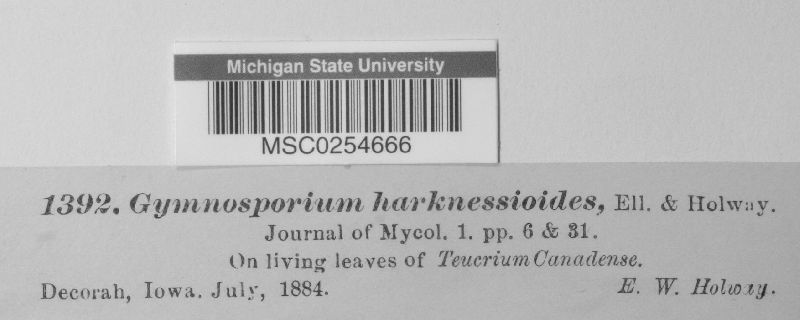 Michigan State University
MSC0254666
1392. Gymnosporium harknessioides, Ell. & Holway.
Journal of Mycol. 1. pp. 6 & 31.
On living leaves of Teucrium Canadense.
Decorah, Iowa. July, 1884. E. W. Holway.